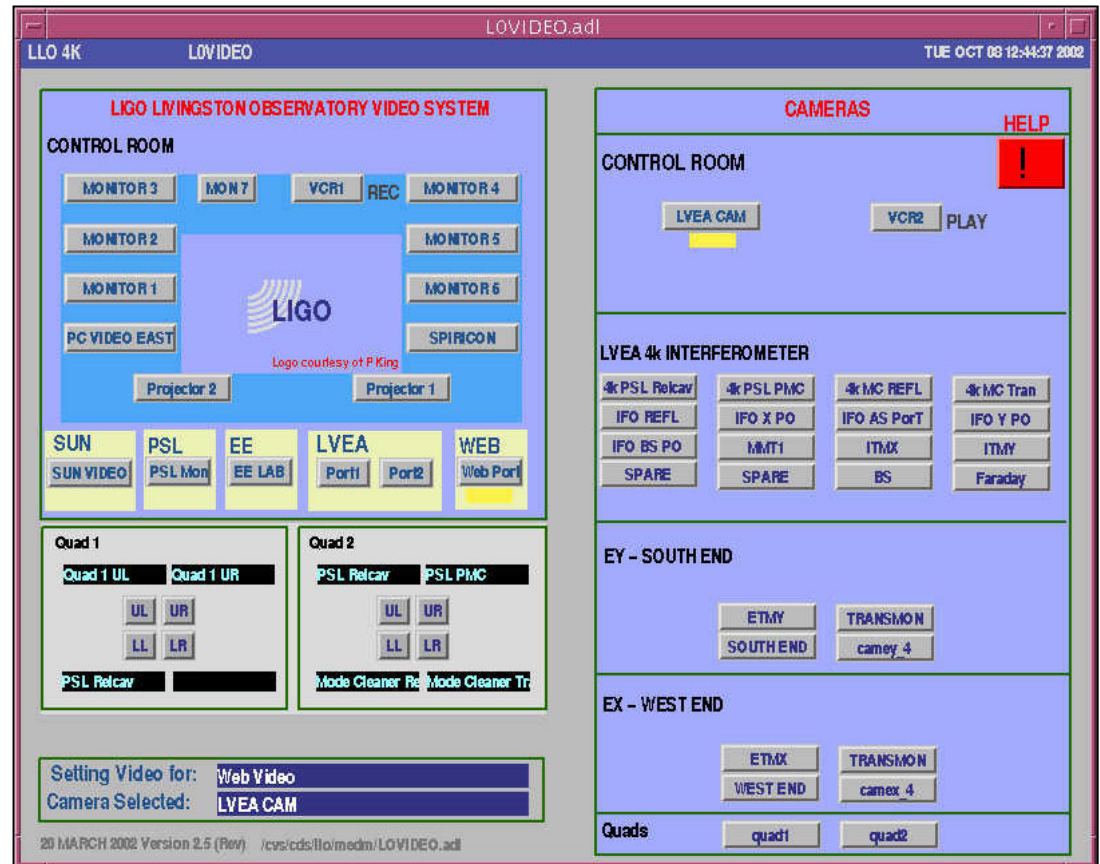 L0VIDEO.adl
LLO 4K L0VIDEO TUE OCT 08 12:44:37 2002
LIGO LIVINGSTON OBSERVATORY VIDEO SYSTEM
CONTROL ROOM
MONITOR 3 MON 7 VCR1 REC MONITOR 4
MONITOR 2 MONITOR 5
MONITOR 1 MONITOR 6
LIGO
PC VIDEO EAST SPIRICON
Logo courtesy of P King
Projector 2 Projector 1
SUN PSL EE LVEA WEB
SUN VIDEO PSL Mon EE LAB Port1 Port2 Web Port
Quad 1
Quad 1 UL Quad 1 UR
UL UR
LL LR
PSL Relcav
Quad 2
PSL Relcav PSL PMC
UL UR
LL LR
Mode Cleaner Re Mode Cleaner Tr
Setting Video for: Web Video
Camera Selected: LVEA CAM
20 MARCH 2002 Version 2.5 (Rev) /cvs/cds/llo/medm/L0VIDEO.adl
CAMERAS
HELP
!
CONTROL ROOM
LVEA CAM VCR2 PLAY
LVEA 4k INTERFEROMETER
4k PSL Relcav 4k PSL PMC 4k MC REFL 4k MC Tran
IFO REFL IFO X PO IFO AS PorT IFO Y PO
IFO BS PO MMT1 ITMX ITMY
SPARE SPARE BS Faraday
EY – SOUTH END
ETMY TRANSMON
SOUTH END camey_4
EX – WEST END
ETMX TRANSMON
WEST END camex_4
Quads quad1 quad2